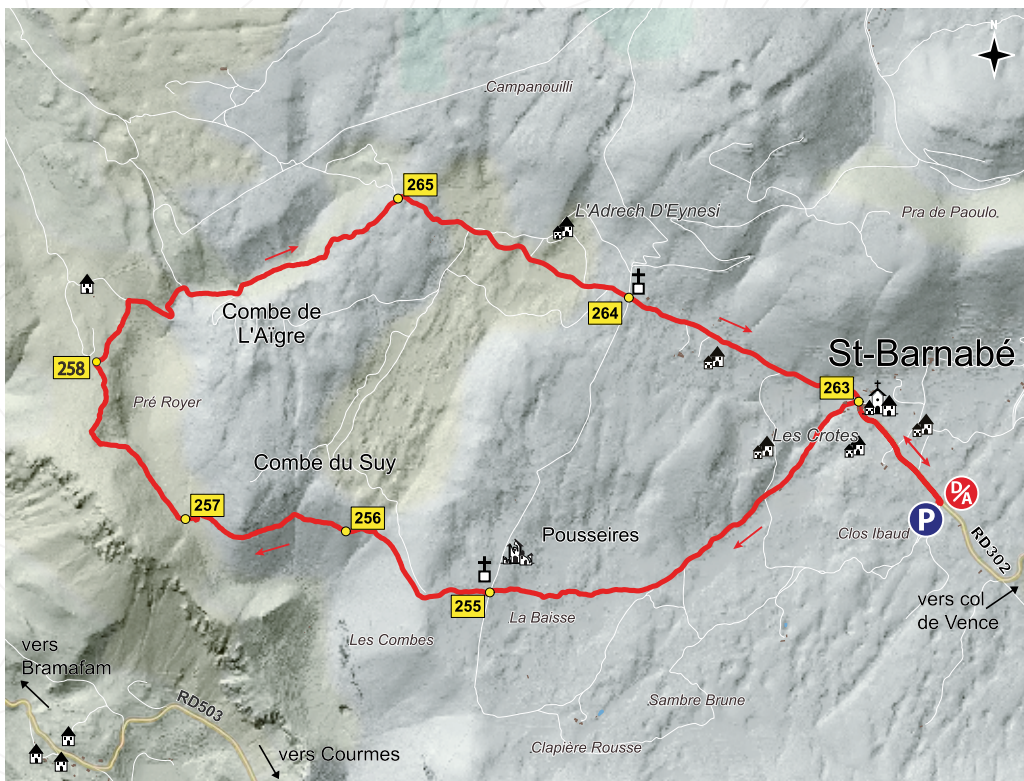 N
Campanouilli
265
L'Adrech D'Eynesi
Pra de Paoulo.
264
Combe de
L'Aïgre
258
St-Barnabé
263
Pré Royer
Les Crotes
Combe du Suy
257
256
D/A
P
Pousseires
Clos Ibaud
RD302
255
La Baisse
vers col
de Vence
Les Combes
vers
Bramafam
RD503
Sambre Brune
vers Courmes
Clapière Rousse